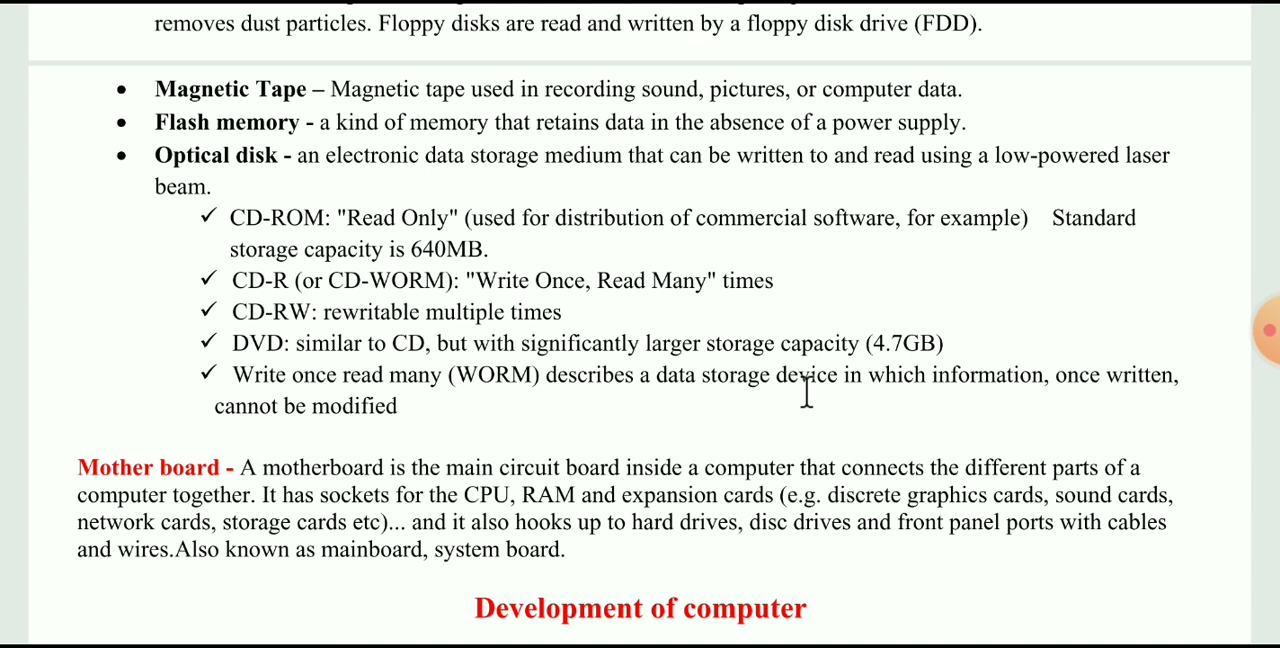 removes dust particles. Floppy disks are read and written by a floppy disk drive (FDD).
• Magnetic Tape – Magnetic tape used in recording sound, pictures, or computer data.
• Flash memory - a kind of memory that retains data in the absence of a power supply.
• Optical disk - an electronic data storage medium that can be written to and read using a low-powered laser
beam.
✓ CD-ROM: "Read Only" (used for distribution of commercial software, for example) Standard
storage capacity is 640MB.
✓ CD-R (or CD-WORM): "Write Once, Read Many" times
✓ CD-RW: rewritable multiple times
✓ DVD: similar to CD, but with significantly larger storage capacity (4.7GB)
✓ Write once read many (WORM) describes a data storage device in which information, once written,
cannot be modified
Mother board - A motherboard is the main circuit board inside a computer that connects the different parts of a
computer together. It has sockets for the CPU, RAM and expansion cards (e.g. discrete graphics cards, sound cards,
network cards, storage cards etc)... and it also hooks up to hard drives, disc drives and front panel ports with cables
and wires.Also known as mainboard, system board.
Development of computer